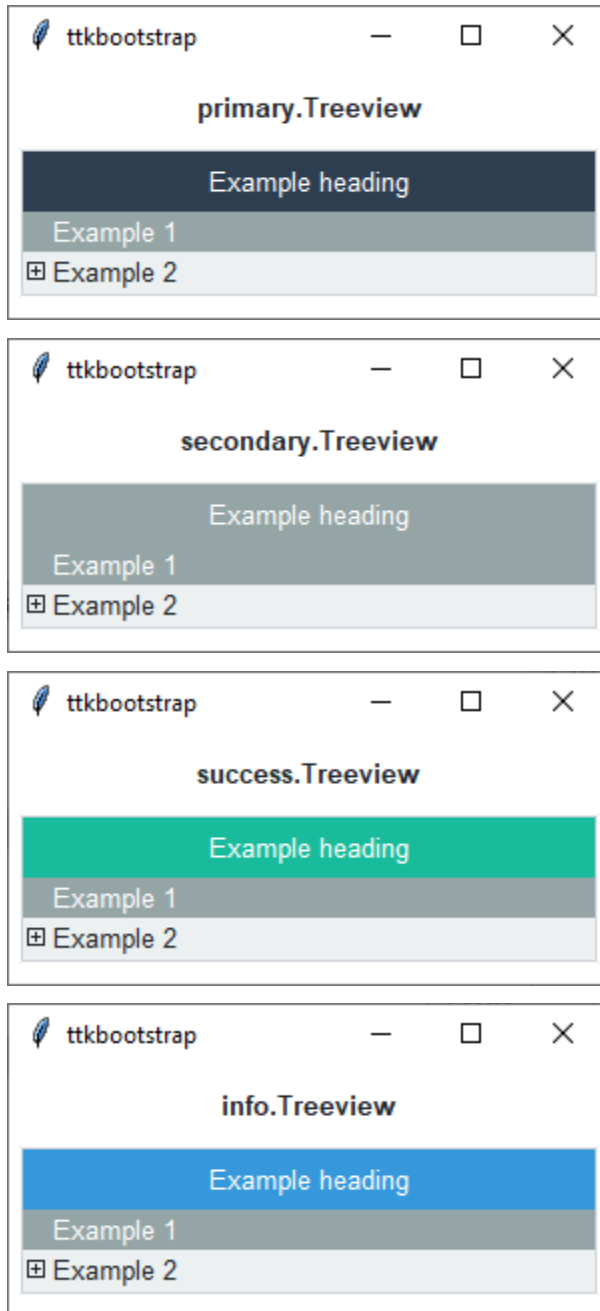 ttkbootstrap
primary.Treeview
Example heading
Example 1
Example 2
ttkbootstrap
secondary.Treeview
Example heading
Example 1
Example 2
ttkbootstrap
success.Treeview
Example heading
Example 1
Example 2
ttkbootstrap
info.Treeview
Example heading
Example 1
Example 2